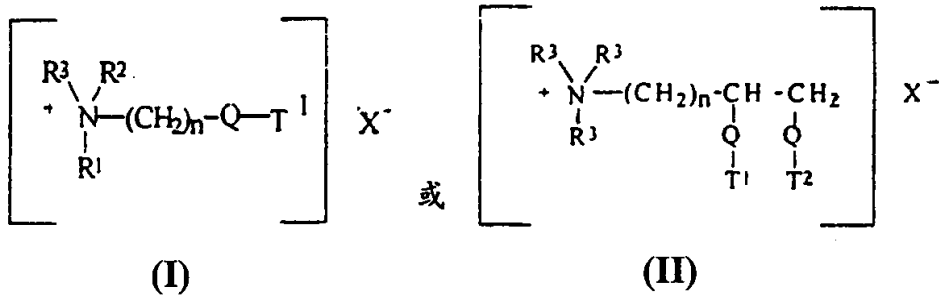 R3 R2
+ N—(CH2)n—Q—T1 X-
R1
(I)
或
R3 R3
+ N—(CH2)n-CH-CH2 X-
R3 Q Q
T1 T2
(II)